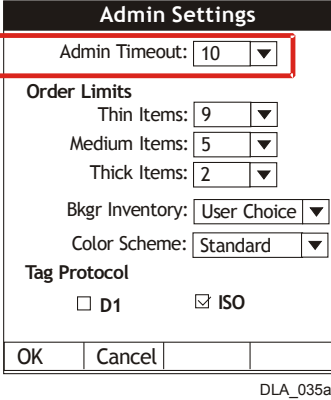 Admin Settings
Admin Timeout: 10
Order Limits
Thin Items: 9
Medium Items: 5
Thick Items: 2
Bkgr Inventory: User Choice
Color Scheme: Standard
Tag Protocol
D1 ISO
OK Cancel
DLA_035a